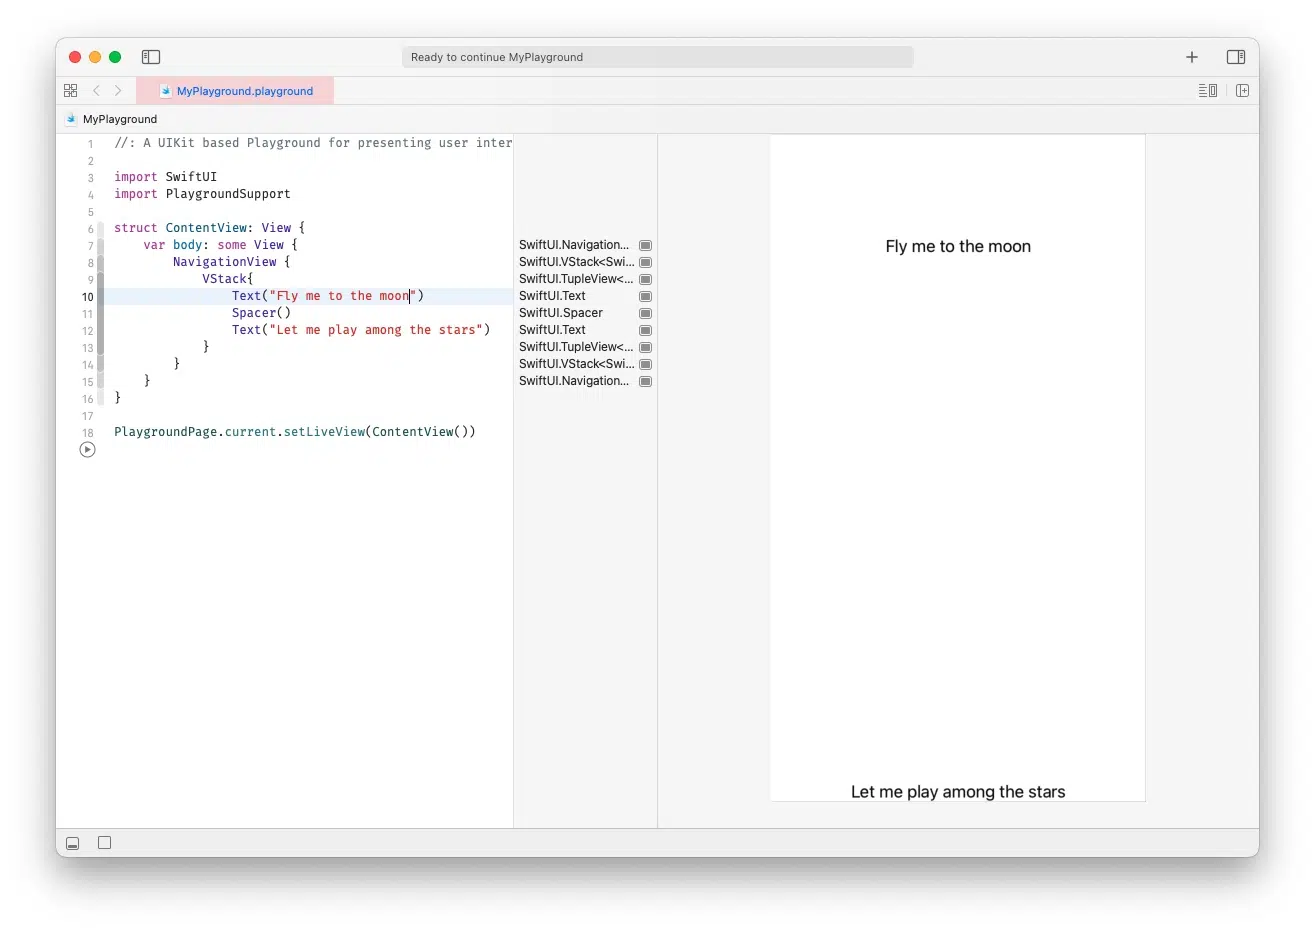 Ready to continue MyPlayground
MyPlayground.playground
MyPlayground
1 //: A UIKit based Playground for presenting user inter
2
3 import SwiftUI
4 import PlaygroundSupport
5
6 struct ContentView: View {
7 var body: some View {
8 NavigationView {
9 VStack{
10 Text("Fly me to the moon")
11 Spacer()
12 Text("Let me play among the stars")
13 }
14 }
15 }
16 }
17
18 PlaygroundPage.current.setLiveView(ContentView())
SwiftUI.Navigation...
SwiftUI.VStack<Swi...
SwiftUI.TupleView<...
SwiftUI.Text
SwiftUI.Spacer
SwiftUI.Text
SwiftUI.TupleView<...
SwiftUI.VStack<Swi...
SwiftUI.Navigation...
Fly me to the moon
Let me play among the stars